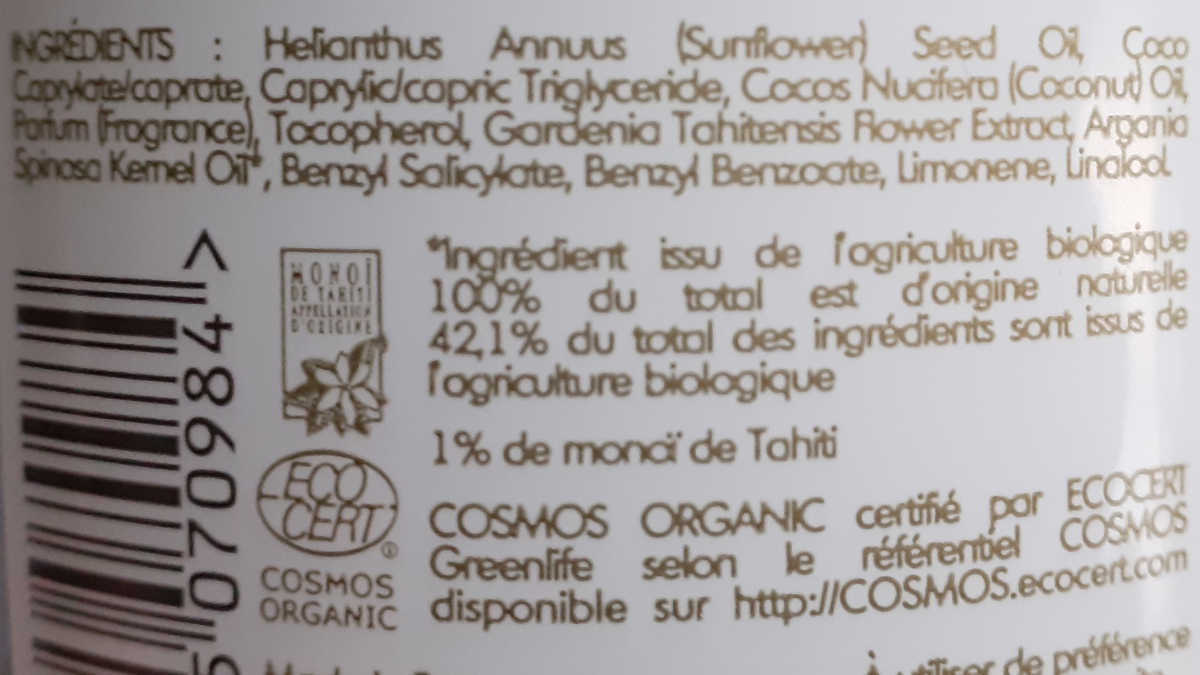 INGRÉDIENTS : Helianthus Annuus (Sunflower) Seed Oil, Coco
Caprylate/caprate, Caprylic/capric Triglyceride, Cocos Nucifera (Coconut) Oil,
Parfum (Fragrance), Tocopherol, Gardenia Tahitensis Flower Extract, Argania
Spinosa Kernel Oil*, Benzyl Salicylate, Benzyl Benzoate, Limonene, Linalool
*Ingrédient issu de l'agriculture biologique
100% du total est d'origine naturelle
42,1% du total des ingrédients sont issus de
l'agriculture biologique
1% de monoï de Tahiti
COSMOS ORGANIC certifié par ECOCERT
Greenlife selon le référentiel COSMOS
disponible sur http://COSMOS.ecocert.com
À utiliser de préférence
MONOÏ
DE TAHITI
APPELLATION
D'ORIGINE
ECO
CERT
COSMOS
ORGANIC
5070984 >